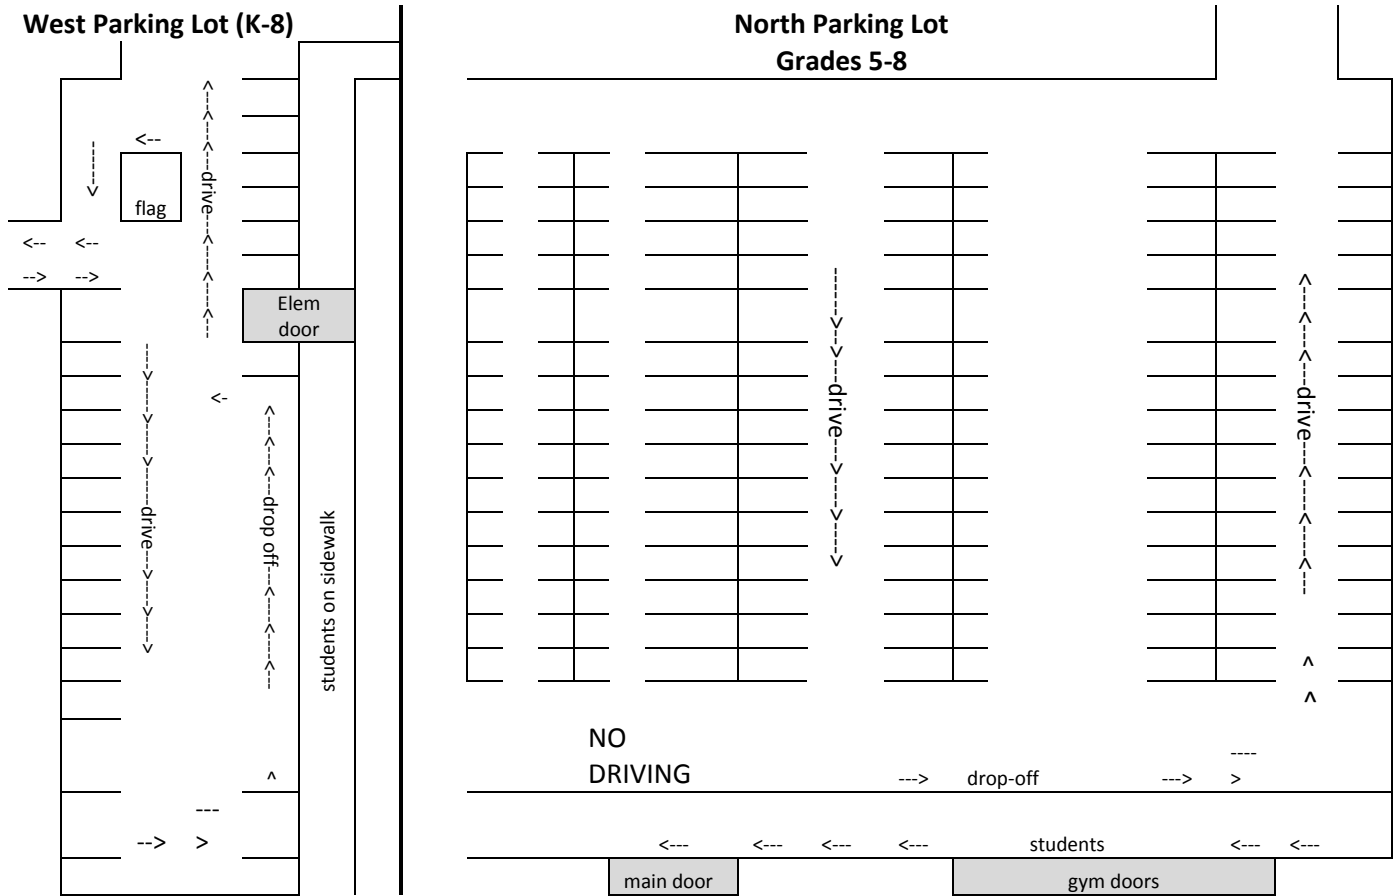 West Parking Lot (K-8)
North Parking Lot
Grades 5-8
<--
------>
-----<-----<-----<-----drive-----<-----<-----<-----
flag
<--   <--
-->   -->
Elem
door
<-
------>----->----->-----drive----->----->----->
-----<-----<-----<-----drop off-----<-----<-----<
students on sidewalk
^
---
-->   >
----->----->-----drive----->----->----->
-----<-----<-----<-----drive-----<-----<-----<
^
^
NO
DRIVING
--->   drop-off   --->
----
>
<---   <---   <---   <---   students   <---   <---
main door
gym doors